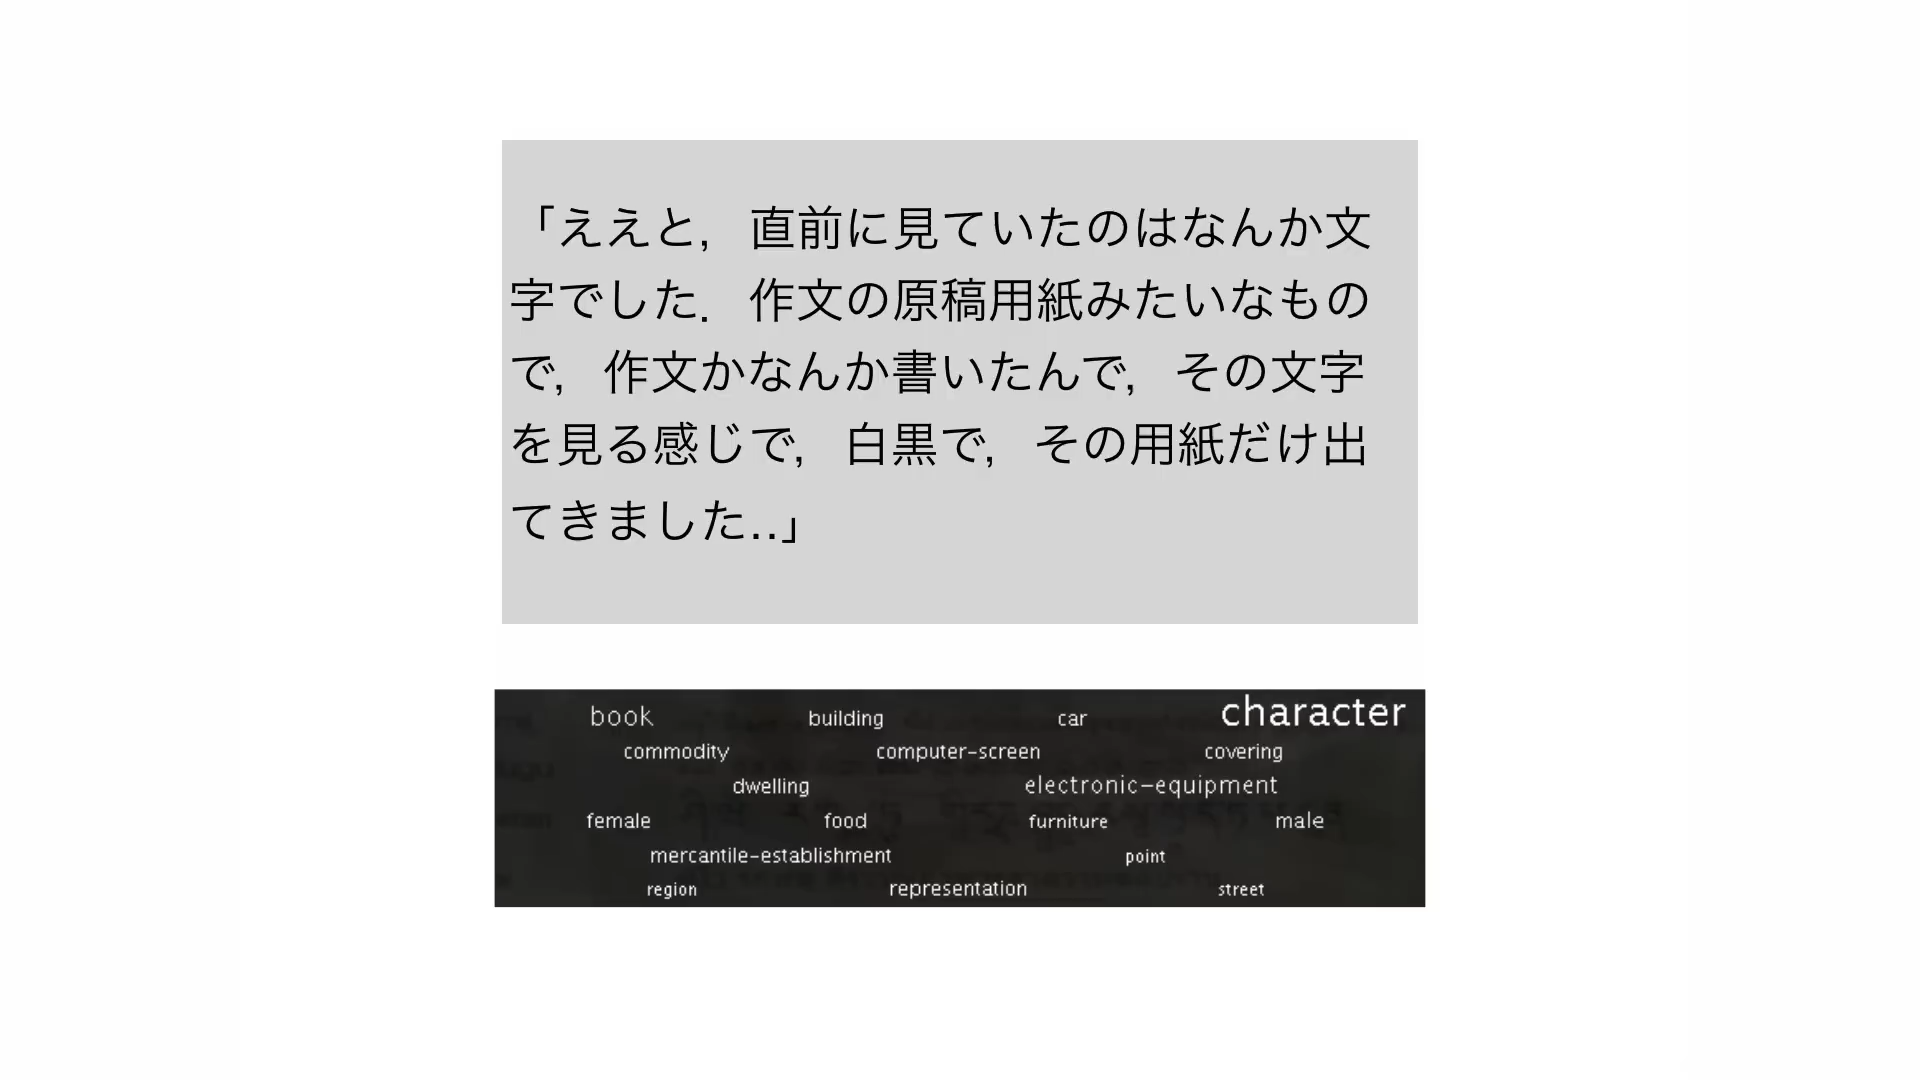 「ええと，直前に見ていたのはなんか文
字でした．作文の原稿用紙みたいなもの
で，作文かなんか書いたんで，その文字
を見る感じで，白黒で，その用紙だけ出
てきました..」
book building car character
commodity computer-screen covering
dwelling electronic-equipment
female food furniture male
mercantile-establishment point
region representation street